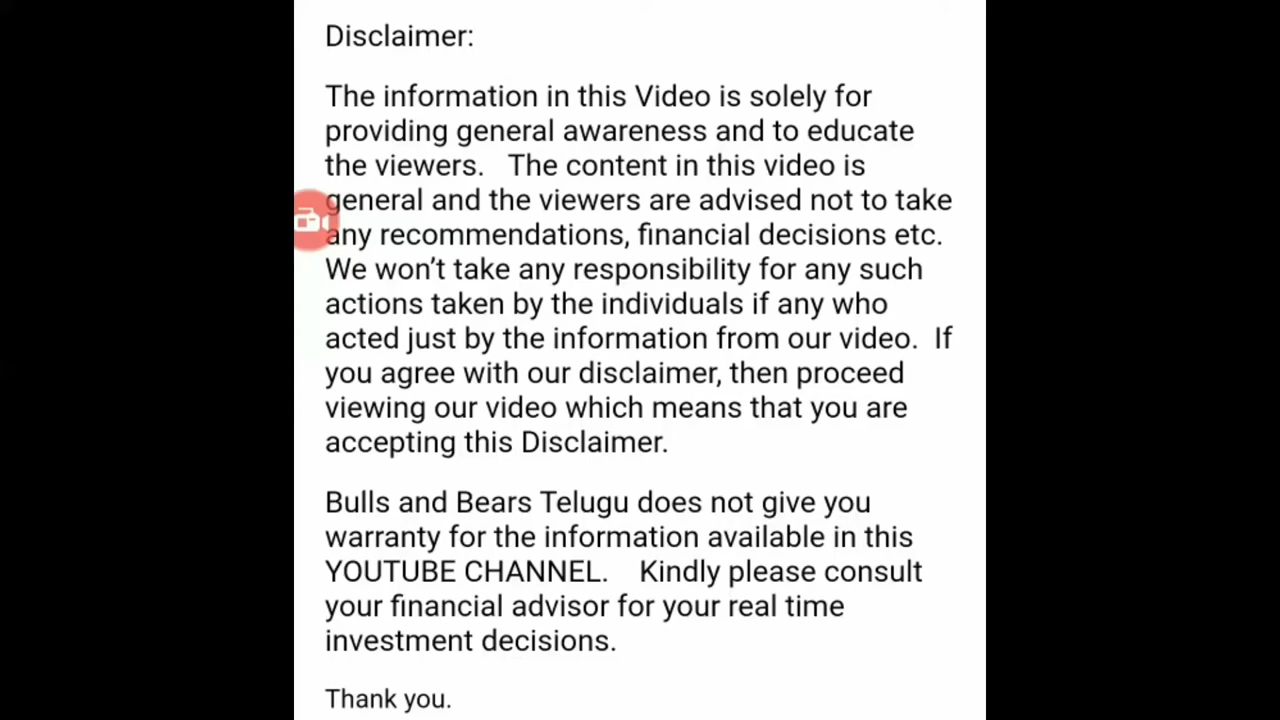 Disclaimer:
The information in this Video is solely for
providing general awareness and to educate
the viewers.   The content in this video is
general and the viewers are advised not to take
any recommendations, financial decisions etc.
We won’t take any responsibility for any such
actions taken by the individuals if any who
acted just by the information from our video.  If
you agree with our disclaimer, then proceed
viewing our video which means that you are
accepting this Disclaimer.
Bulls and Bears Telugu does not give you
warranty for the information available in this
YOUTUBE CHANNEL.    Kindly please consult
your financial advisor for your real time
investment decisions.
Thank you.